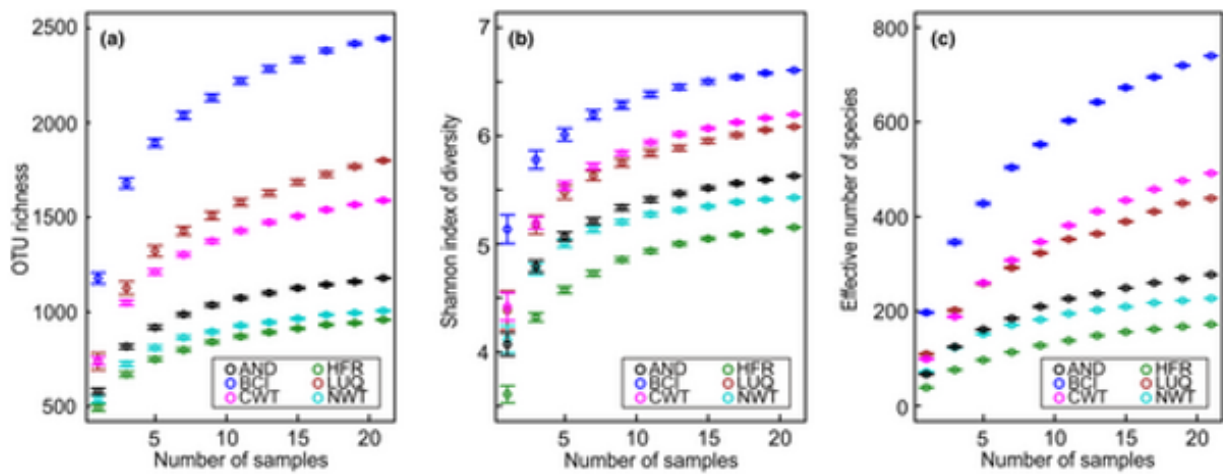 (a)
OTU richness
2500
2000
1500
1000
500
5
10
15
20
Number of samples
AND
BCI
CWT
HFR
LUQ
NWT
(b)
Shannon index of diversity
7
6
5
4
5
10
15
20
Number of samples
AND
BCI
CWT
HFR
LUQ
NWT
(c)
Effective number of species
800
600
400
200
0
5
10
15
20
Number of samples
AND
BCI
CWT
HFR
LUQ
NWT